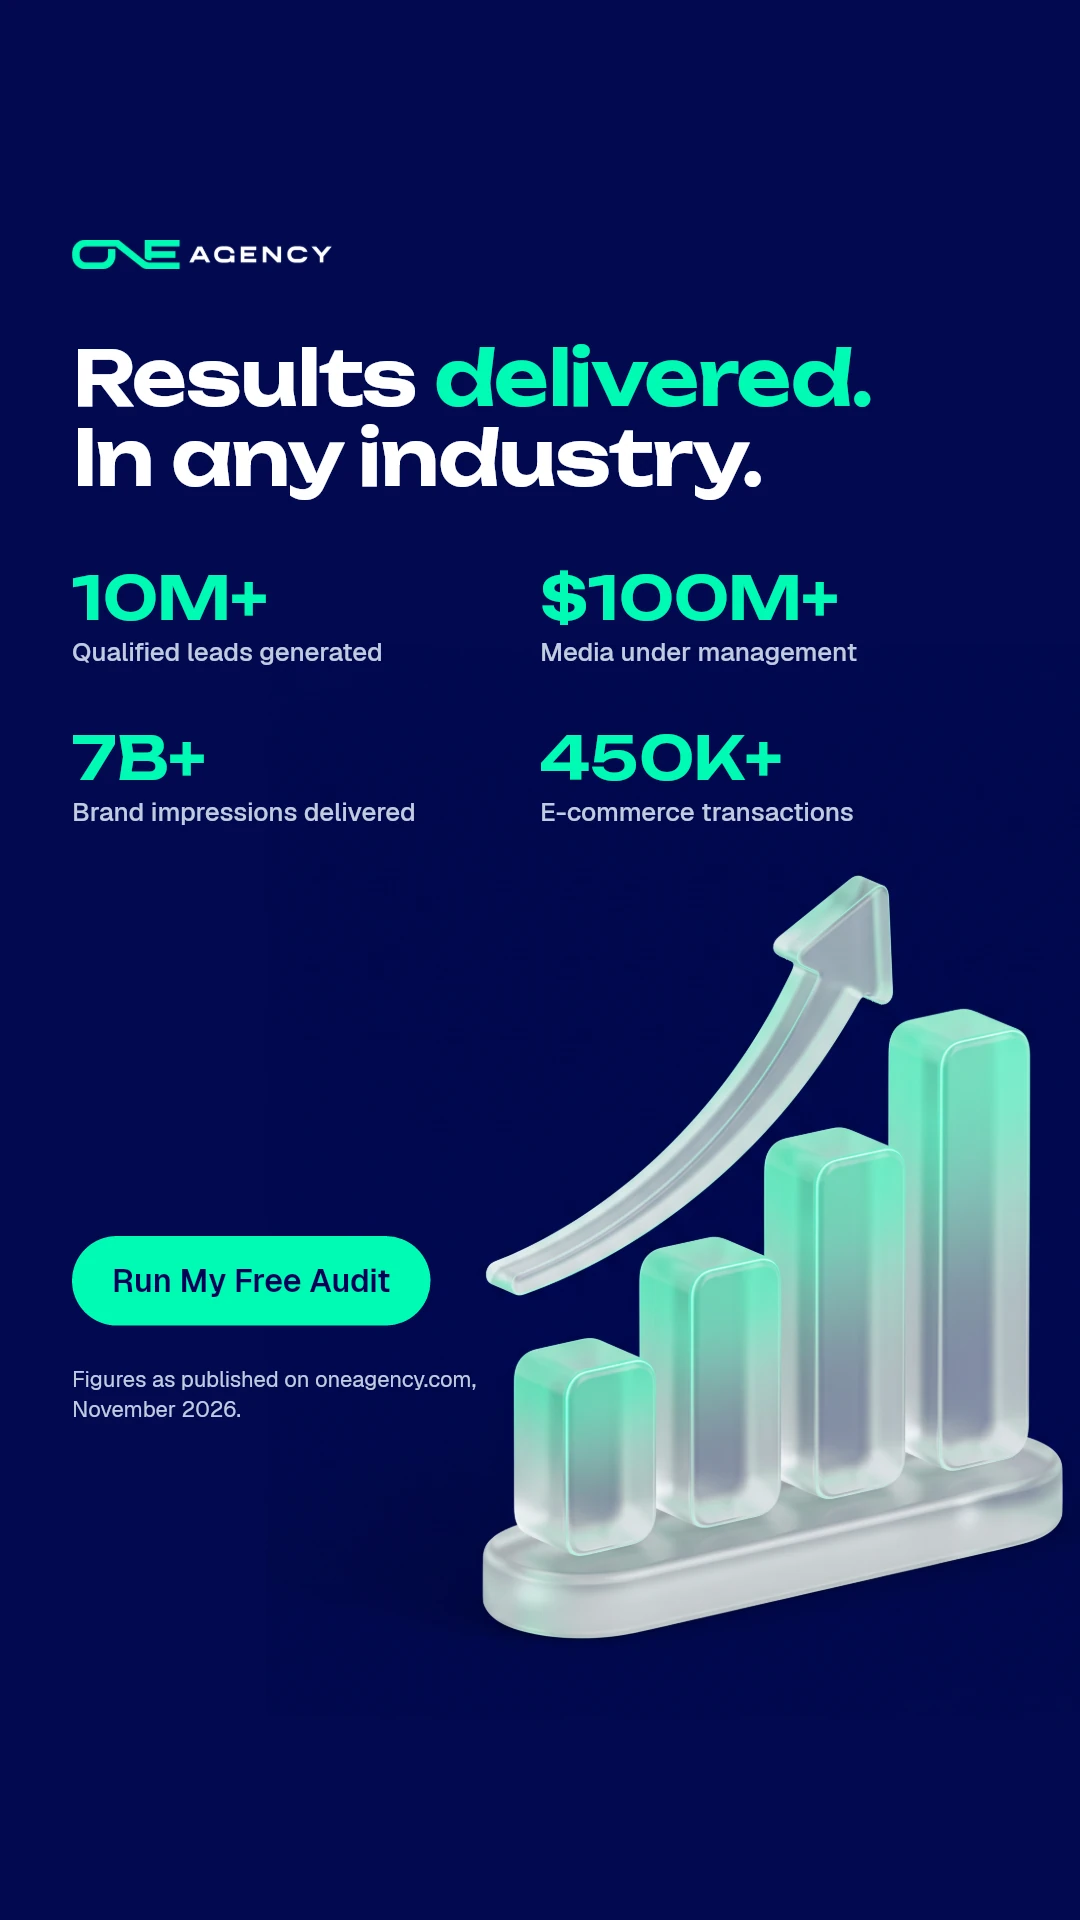 ONE AGENCY
Results delivered.
In any industry.
10M+
Qualified leads generated
$100M+
Media under management
7B+
Brand impressions delivered
450K+
E-commerce transactions
Run My Free Audit
Figures as published on oneagency.com,
November 2026.